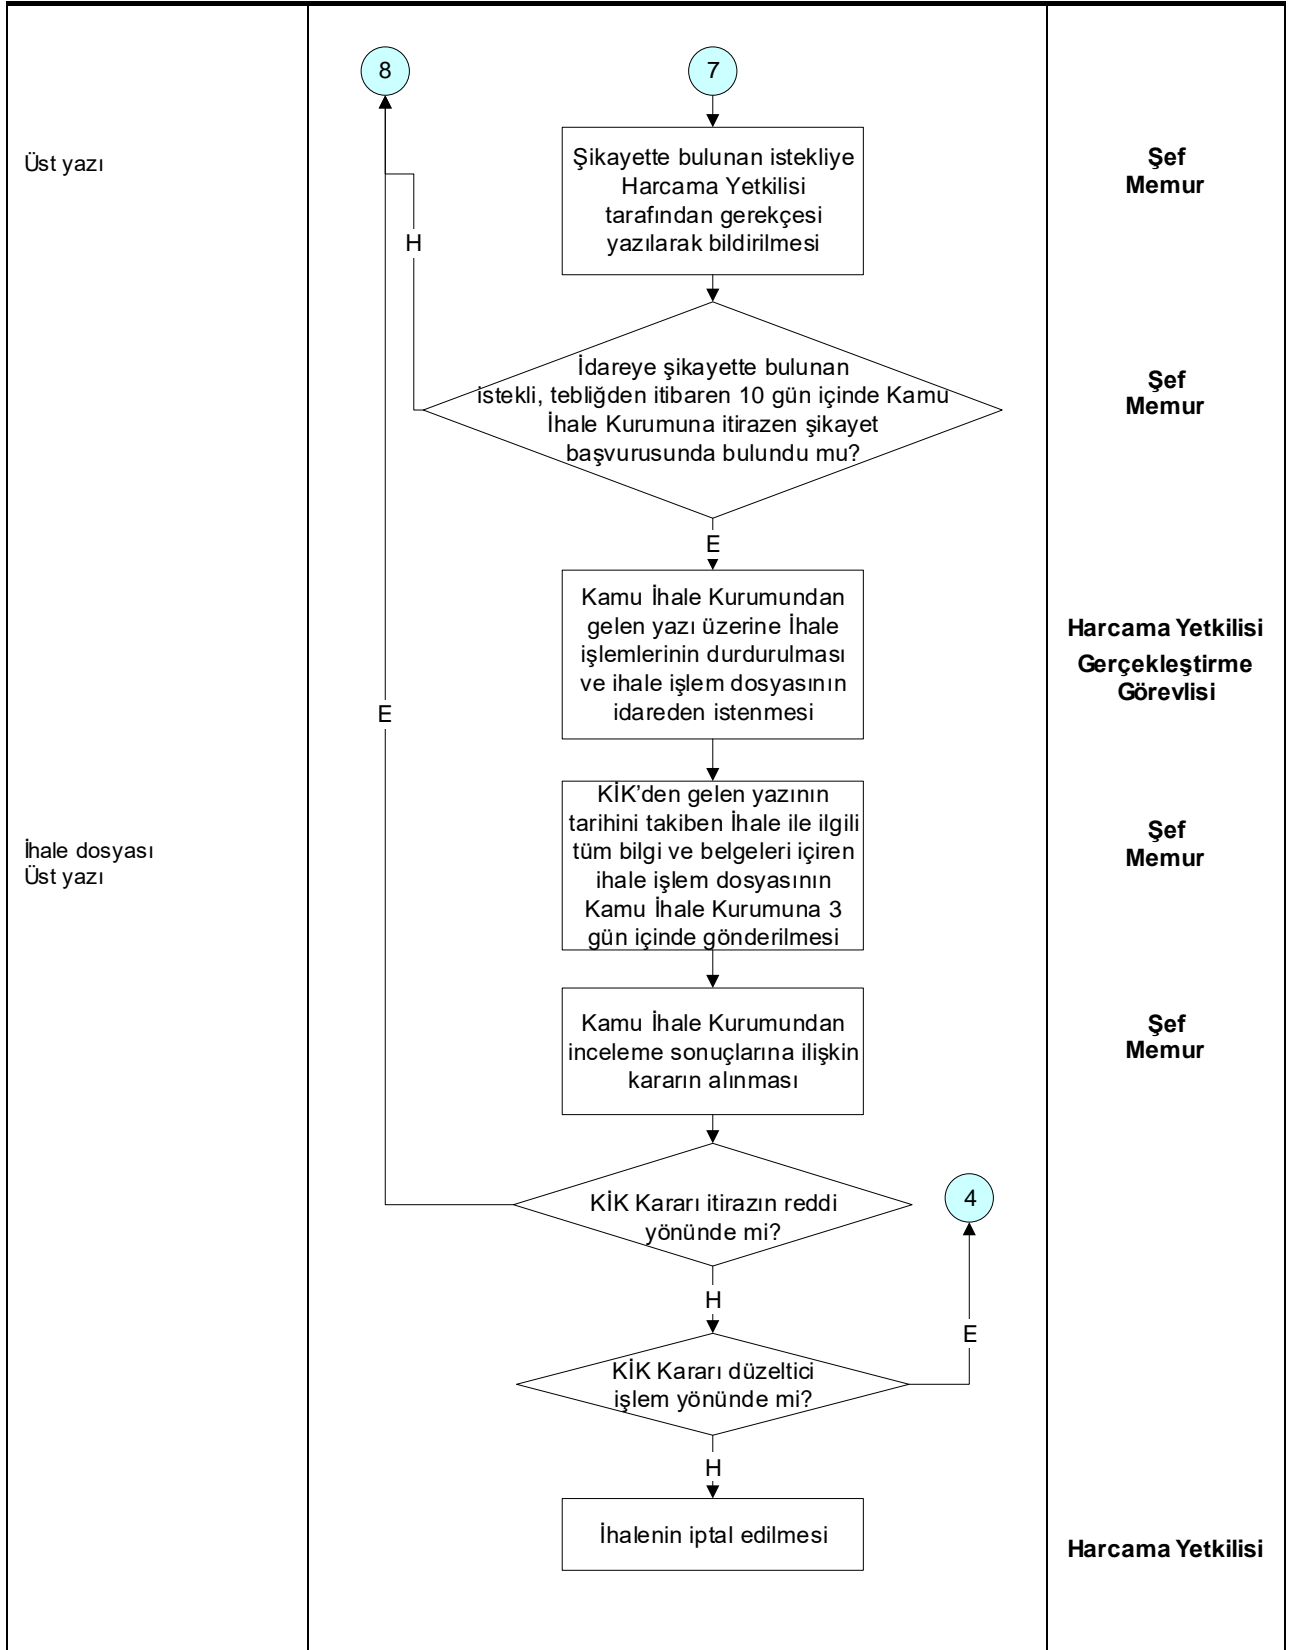 8
7
Üst yazı
Şikayette bulunan istekliye
Harcama Yetkilisi
tarafından gerekçesi
yazılarak bildirilmesi
Şef
Memur
H
İdareye şikayette bulunan
istekli, tebliğden itibaren 10 gün içinde Kamu
İhale Kurumuna itirazen şikayet
başvurusunda bulundu mu?
Şef
Memur
E
Kamu İhale Kurumundan
gelen yazı üzerine İhale
işlemlerinin durdurulması
ve ihale işlem dosyasının
idareden istenmesi
Harcama Yetkilisi
Gerçekleştirme
Görevlisi
E
İhale dosyası
Üst yazı
KİK’den gelen yazının
tarihini takiben İhale ile ilgili
tüm bilgi ve belgeleri içiren
ihale işlem dosyasının
Kamu İhale Kurumuna 3
gün içinde gönderilmesi
Şef
Memur
Kamu İhale Kurumundan
inceleme sonuçlarına ilişkin
kararın alınması
Şef
Memur
KİK Kararı itirazın reddi
yönünde mi?
4
H
E
KİK Kararı düzeltici
işlem yönünde mi?
H
İhalenin iptal edilmesi
Harcama Yetkilisi